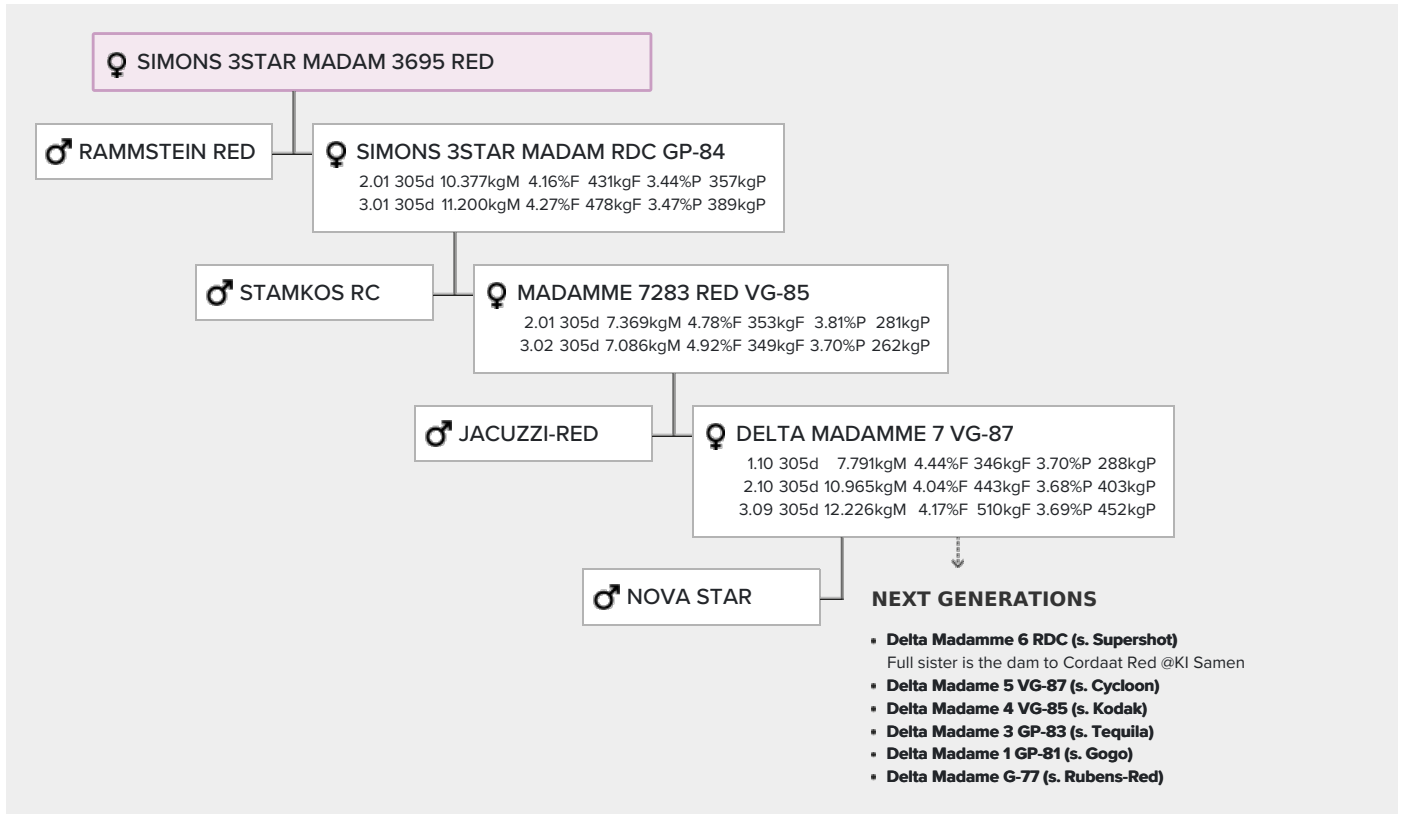 SIMONS 3STAR MADAM 3695 RED
RAMMSTEIN RED
SIMONS 3STAR MADAM RDC GP-84
2.01 305d 10.377kgM 4.16%F 431kgF 3.44%P 357kgP
3.01 305d 11.200kgM 4.27%F 478kgF 3.47%P 389kgP
STAMKOS RC
MADAMME 7283 RED VG-85
2.01 305d 7.369kgM 4.78%F 353kgF 3.81%P 281kgP
3.02 305d 7.086kgM 4.92%F 349kgF 3.70%P 262kgP
JACUZZI-RED
DELTA MADAMME 7 VG-87
1.10 305d 7.791kgM 4.44%F 346kgF 3.70%P 288kgP
2.10 305d 10.965kgM 4.04%F 443kgF 3.68%P 403kgP
3.09 305d 12.226kgM 4.17%F 510kgF 3.69%P 452kgP
NOVA STAR
NEXT GENERATIONS
• Delta Madamme 6 RDC (s. Supershot)
Full sister is the dam to Cordaat Red @KI Samen
• Delta Madame 5 VG-87 (s. Cycloon)
• Delta Madame 4 VG-85 (s. Kodak)
• Delta Madame 3 GP-83 (s. Tequila)
• Delta Madame 1 GP-81 (s. Gogo)
• Delta Madame G-77 (s. Rubens-Red)